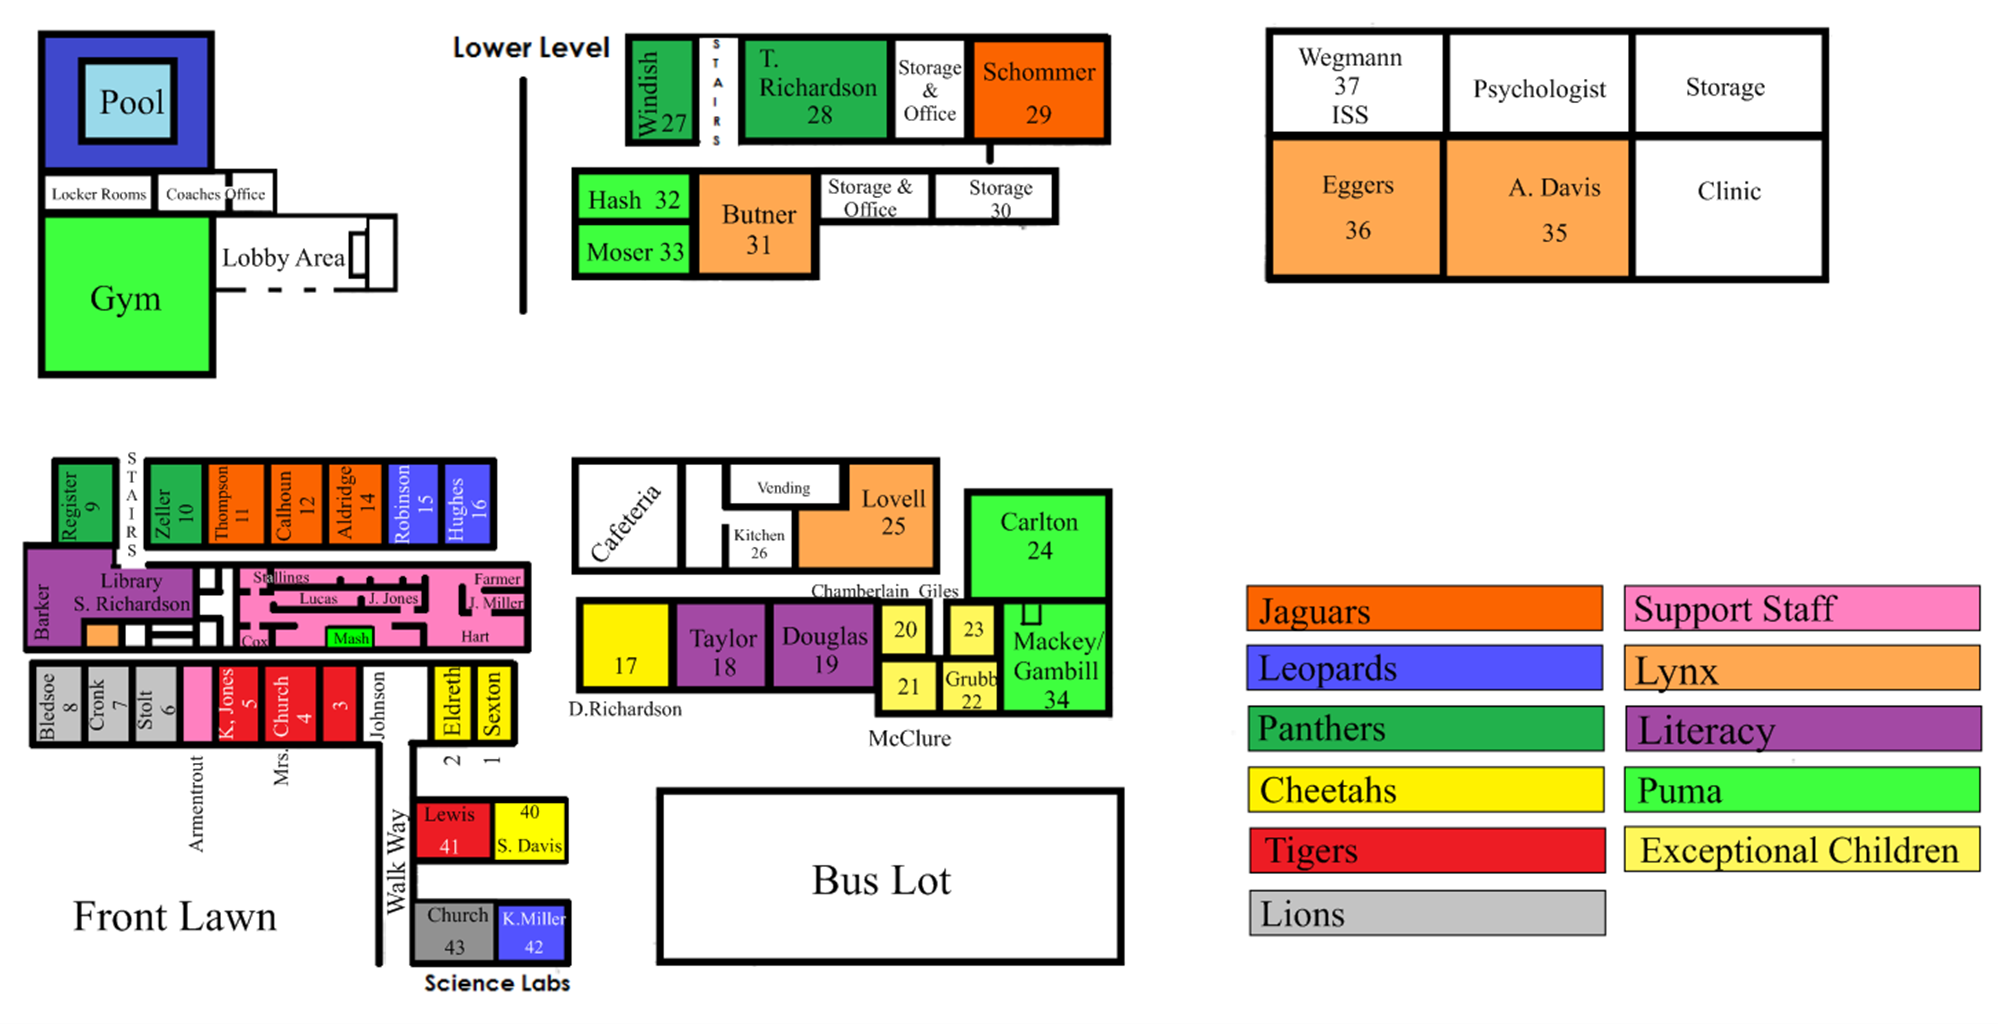 Pool
Locker Rooms
Coaches Office
Gym
Lobby Area
Lower Level
Windish
27
STAIRS
T.
Richardson
28
Storage
&
Office
Schommer
29
Hash 32
Moser 33
Butner
31
Storage &
Office
Storage
30
Wegmann
37
ISS
Psychologist
Storage
Eggers
36
A. Davis
35
Clinic
Register
9
STAIRS
Zeller
10
Thompson
11
Calhoun
12
Aldridge
14
Robinson
15
Hughes
16
Barker
Library
S. Richardson
Stallings
Lucas
J. Jones
Farmer
J. Miller
Cox
Mash
Hart
Bledsoe
8
Cronk
7
Stolt
6
Armentrout
K. Jones
5
Mrs. Church
4
3
Johnson
Eldreth
2
Sexton
1
Walk Way
Lewis
41
40
S. Davis
Church
43
K.Miller
42
Science Labs
Front Lawn
Cafeteria
Vending
Kitchen
26
Lovell
25
Carlton
24
Chamberlain Giles
17
D.Richardson
Taylor
18
Douglas
19
20
23
21
Grubb
22
McClure
Mackey/
Gambill
34
Bus Lot
Jaguars
Leopards
Panthers
Cheetahs
Tigers
Lions
Support Staff
Lynx
Literacy
Puma
Exceptional Children